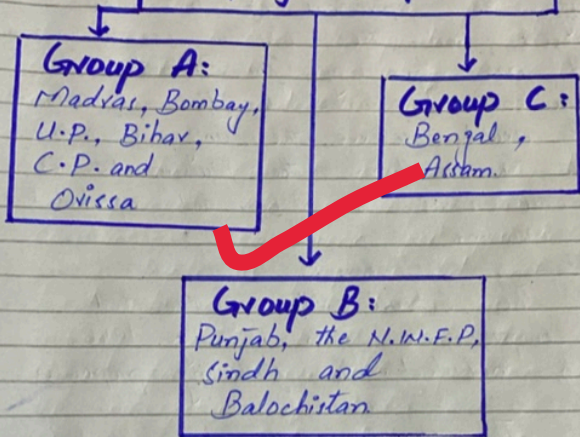 Group A:
Madras, Bombay,
U.P., Bihar,
C.P. and
Orissa
Group C:
Bengal,
Assam.
Group B:
Punjab, the N.W.F.P,
Sindh and
Balochistan